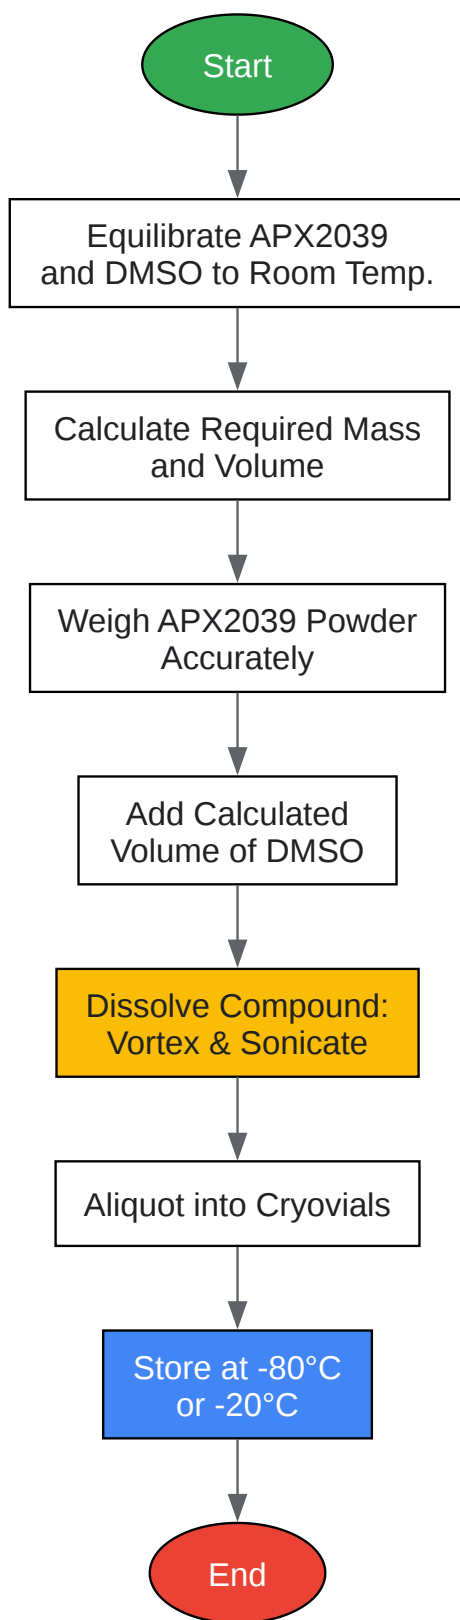 Start
Equilibrate APX2039
and DMSO to Room Temp.
Calculate Required Mass
and Volume
Weigh APX2039 Powder
Accurately
Add Calculated
Volume of DMSO
Dissolve Compound:
Vortex & Sonicate
Aliquot into Cryovials
Store at -80°C
or -20°C
End